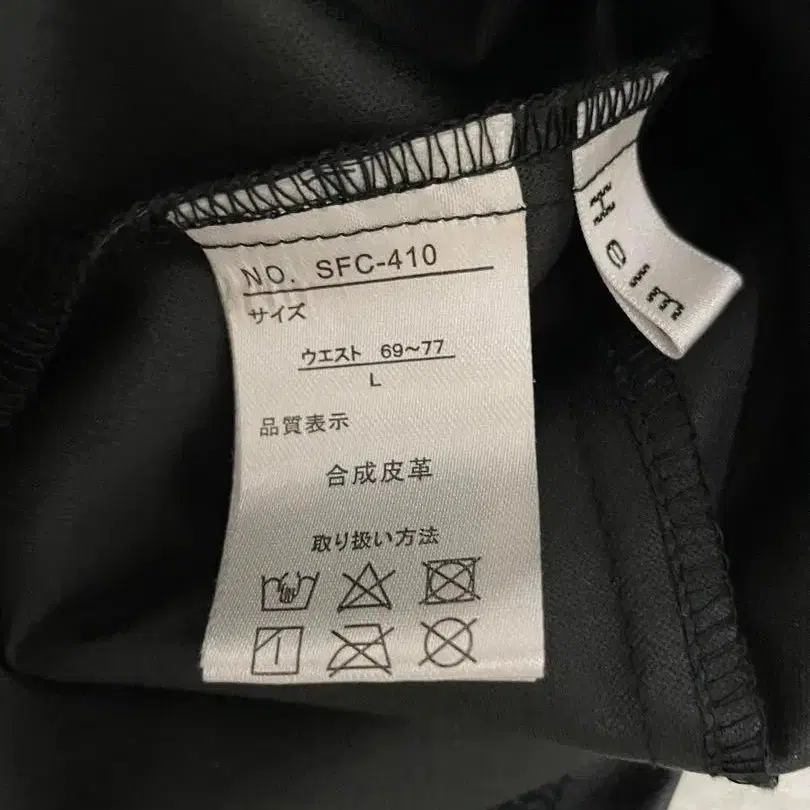 NO. SFC-410
サイズ
ウエスト 69~77
L
品質表示
合成皮革
取り扱い方法